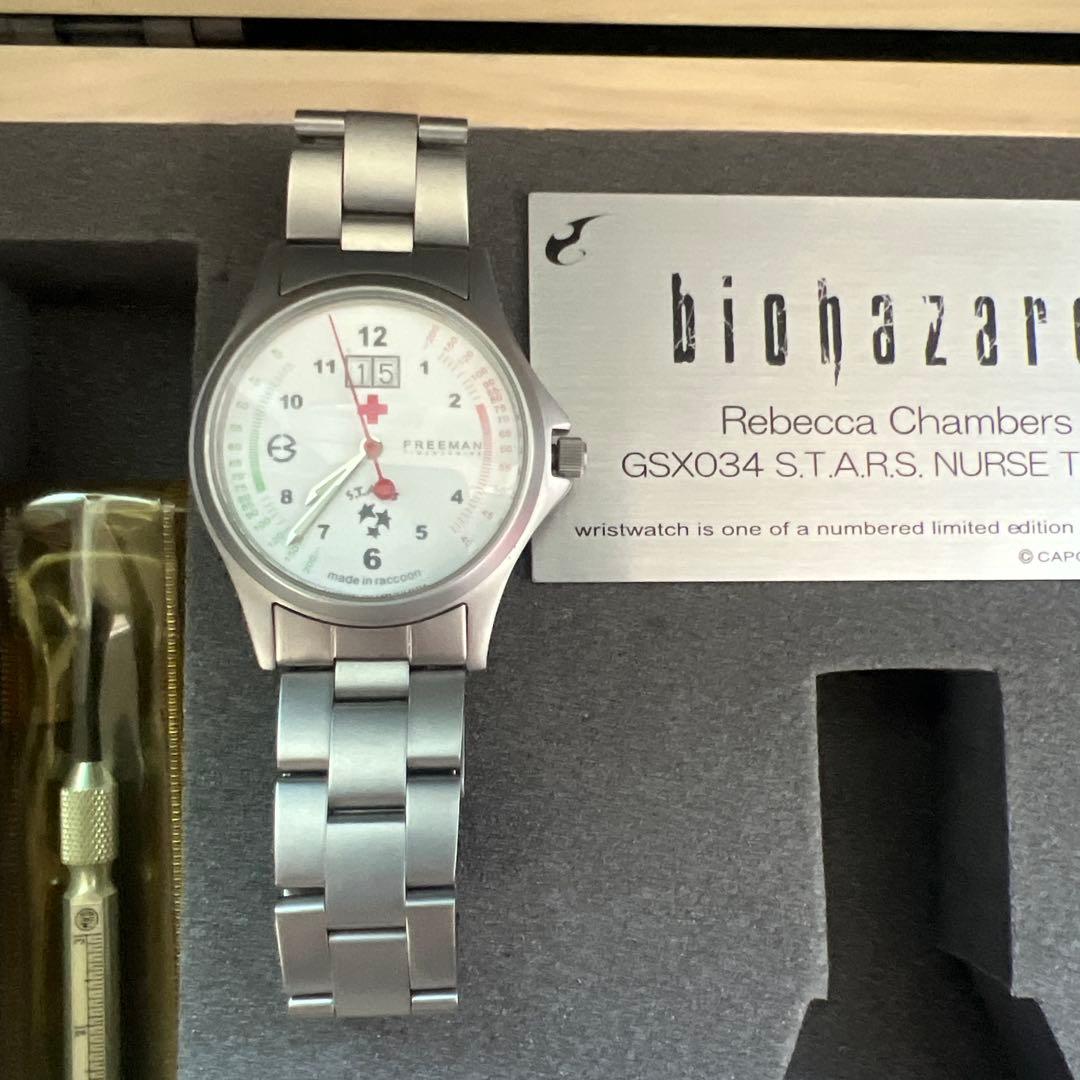 12
11 15 1
10 2
FREEMAN
S.T.A.R.S
8 4
7 5
6
made in raccoon
biohazard
Rebecca Chambers
GSX034 S.T.A.R.S. NURSE T
wristwatch is one of a numbered limited edition
© CAPC